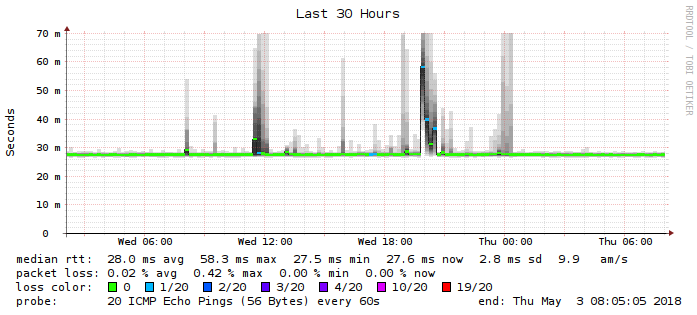 Last 30 Hours
RRDTOOL / TOBI OETIKER
Seconds
70 m
60 m
50 m
40 m
30 m
20 m
10 m
0
Wed 06:00 Wed 12:00 Wed 18:00 Thu 00:00 Thu 06:00
median rtt: 28.0 ms avg 58.3 ms max 27.5 ms min 27.6 ms now 2.8 ms sd 9.9 am/s
packet loss: 0.02 % avg 0.42 % max 0.00 % min 0.00 % now
loss color: 0 1/20 2/20 3/20 4/20 10/20 19/20
probe: 20 ICMP Echo Pings (56 Bytes) every 60s end: Thu May 3 08:05:05 2018